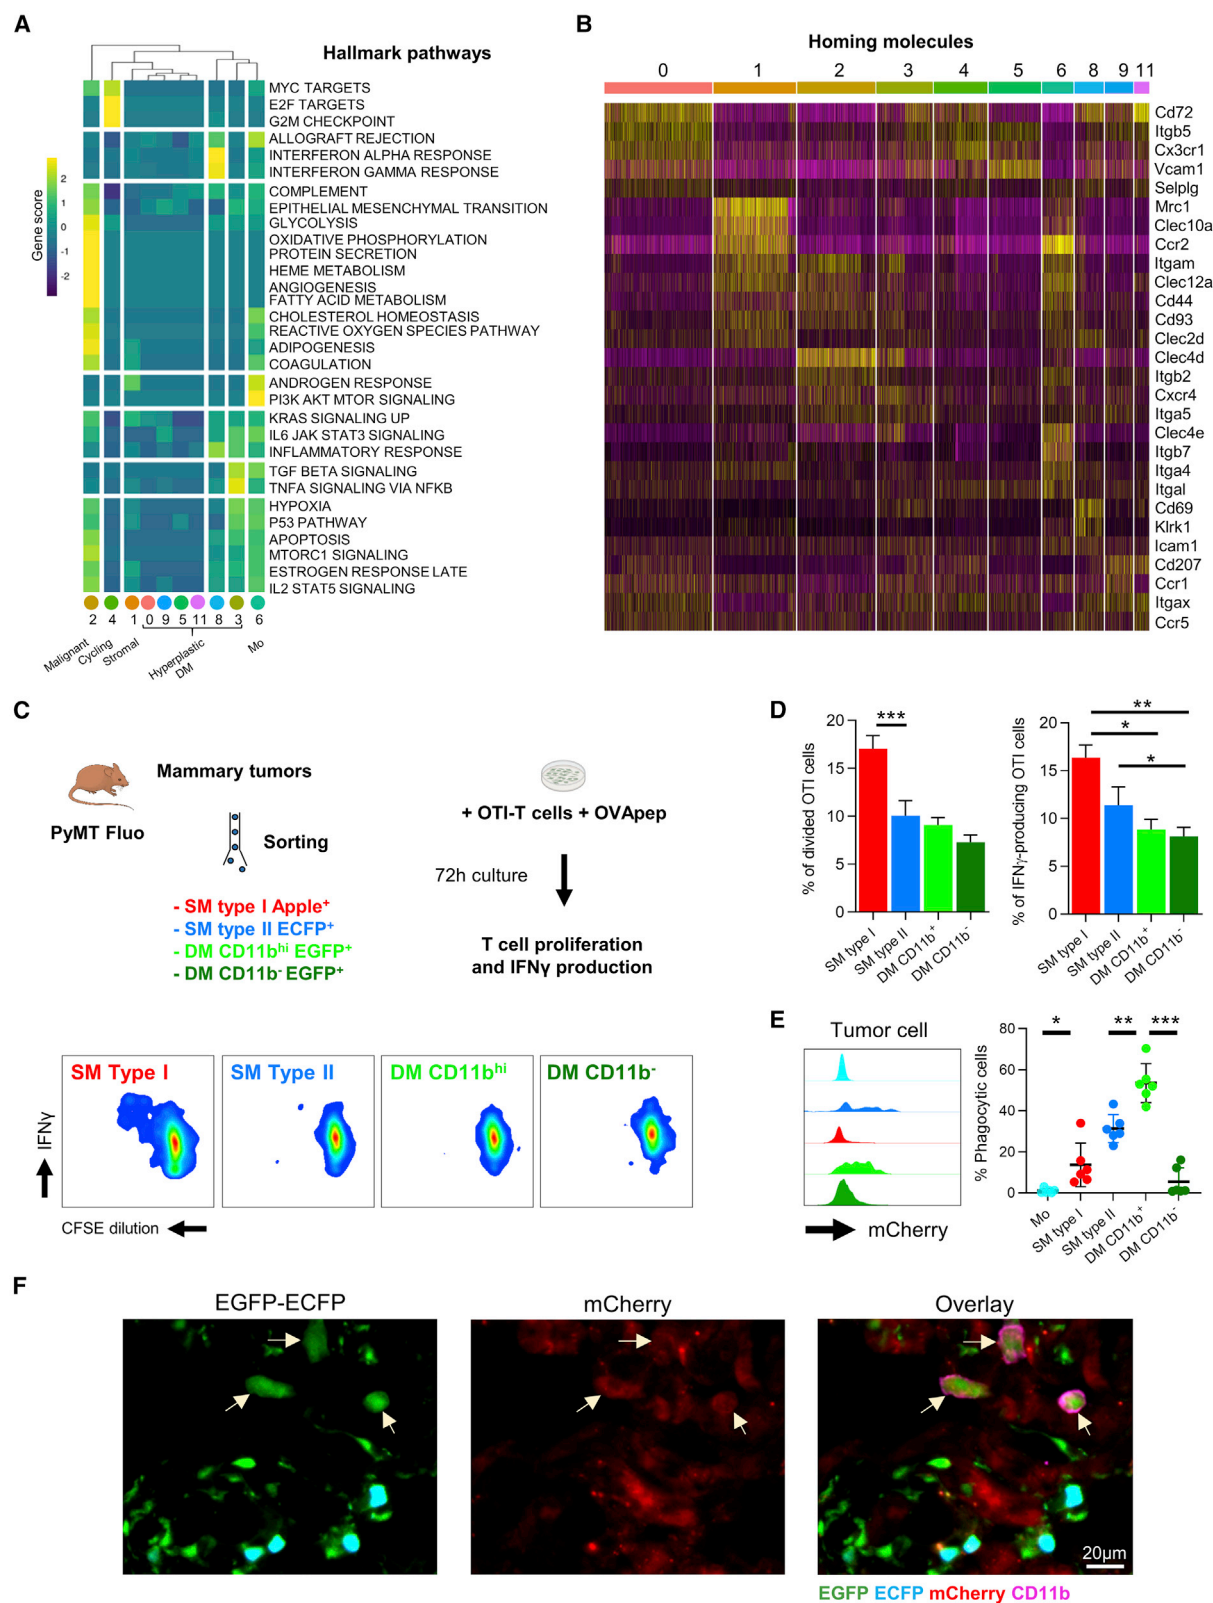 A
Hallmark pathways
MYC TARGETS
E2F TARGETS
G2M CHECKPOINT
ALLOGRAFT REJECTION
INTERFERON ALPHA RESPONSE
INTERFERON GAMMA RESPONSE
COMPLEMENT
EPITHELIAL MESENCHYMAL TRANSITION
GLYCOLYSIS
OXIDATIVE PHOSPHORYLATION
PROTEIN SECRETION
HEME METABOLISM
ANGIOGENESIS
FATTY ACID METABOLISM
CHOLESTEROL HOMEOSTASIS
REACTIVE OXYGEN SPECIES PATHWAY
ADIPOGENESIS
COAGULATION
ANDROGEN RESPONSE
PI3K AKT MTOR SIGNALING
KRAS SIGNALING UP
IL6 JAK STAT3 SIGNALING
INFLAMMATORY RESPONSE
TGF BETA SIGNALING
TNFA SIGNALING VIA NFKB
HYPOXIA
P53 PATHWAY
APOPTOSIS
MTORC1 SIGNALING
ESTROGEN RESPONSE LATE
IL2 STAT5 SIGNALING
Gene score
2
1
0
-1
-2
2 4 1 0 9 5 11 8 3 6
Malignant
Cycling
Stromal
Hyperplastic
DM
Mo
B
Homing molecules
0 1 2 3 4 5 6 8 9 11
Cd72
Itgb5
Cx3cr1
Vcam1
Selplg
Mrc1
Clec10a
Ccr2
Itgam
Clec12a
Cd44
Cd93
Clec2d
Clec4d
Itgb2
Cxcr4
Itga5
Clec4e
Itgb7
Itga4
Itgal
Cd69
Klrk1
Icam1
Cd207
Ccr1
Itgax
Ccr5
C
Mammary tumors
PyMT Fluo
Sorting
- SM type I Apple+
- SM type II ECFP+
- DM CD11bhi EGFP+
- DM CD11b- EGFP+
+ OTI-T cells + OVApep
72h culture
T cell proliferation
and IFNγ production
SM Type I
SM Type II
DM CD11bhi
DM CD11b-
IFNγ
CFSE dilution
D
% of divided OTI cells
20
15
10
5
0
***
SM type I
SM type II
DM CD11b+
DM CD11b-
% of IFNγ-producing OTI cells
20
15
10
5
0
**
*
*
SM type I
SM type II
DM CD11b+
DM CD11b-
E
Tumor cell
mCherry
% Phagocytic cells
80
60
40
20
0
* ** ***
Mo
SM type I
SM type II
DM CD11b+
DM CD11b-
F
EGFP-ECFP
mCherry
Overlay
20µm
EGFP ECFP mCherry CD11b